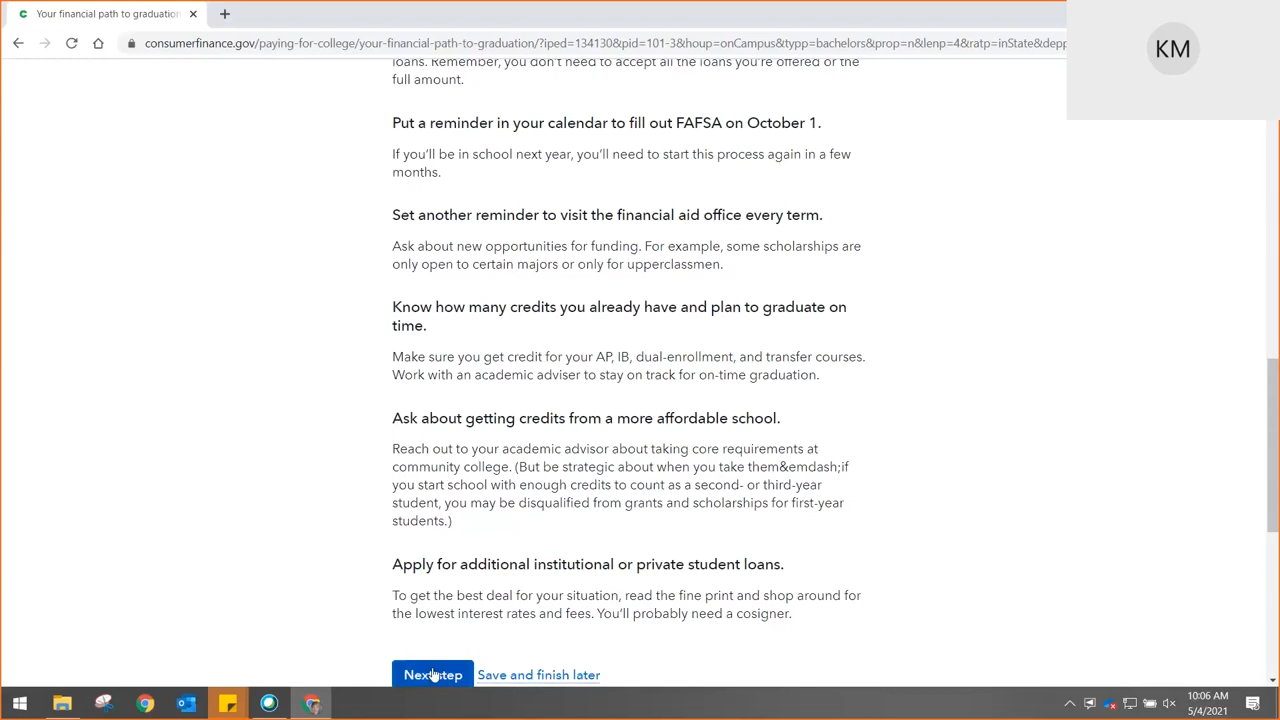 Your financial path to graduation
consumerfinance.gov/paying-for-college/your-financial-path-to-graduation/?iped=134130&pid=101-3&houp=onCampus&typp=bachelors&prop=n&lenp=4&ratp=inState&depp
KM
loans. Remember, you don't need to accept all the loans you're offered or the
full amount.
Put a reminder in your calendar to fill out FAFSA on October 1.
If you'll be in school next year, you'll need to start this process again in a few
months.
Set another reminder to visit the financial aid office every term.
Ask about new opportunities for funding. For example, some scholarships are
only open to certain majors or only for upperclassmen.
Know how many credits you already have and plan to graduate on
time.
Make sure you get credit for your AP, IB, dual-enrollment, and transfer courses.
Work with an academic adviser to stay on track for on-time graduation.
Ask about getting credits from a more affordable school.
Reach out to your academic advisor about taking core requirements at
community college. (But be strategic about when you take them&emdash;if
you start school with enough credits to count as a second- or third-year
student, you may be disqualified from grants and scholarships for first-year
students.)
Apply for additional institutional or private student loans.
To get the best deal for your situation, read the fine print and shop around for
the lowest interest rates and fees. You'll probably need a cosigner.
Next step Save and finish later
10:06 AM
5/4/2021